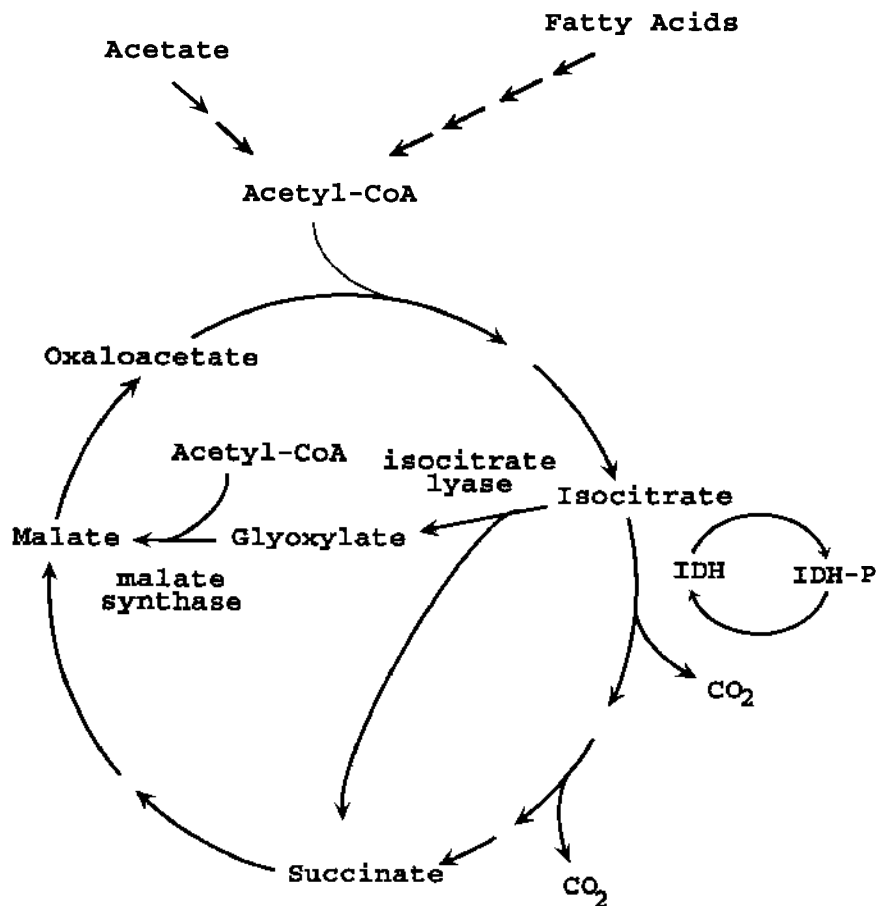 Fatty Acids
Acetate
Acetyl-CoA
Oxaloacetate
Acetyl-CoA
isocitrate
lyase
Isocitrate
Malate
Glyoxylate
malate
synthase
IDH
IDH-P
CO2
Succinate
CO2